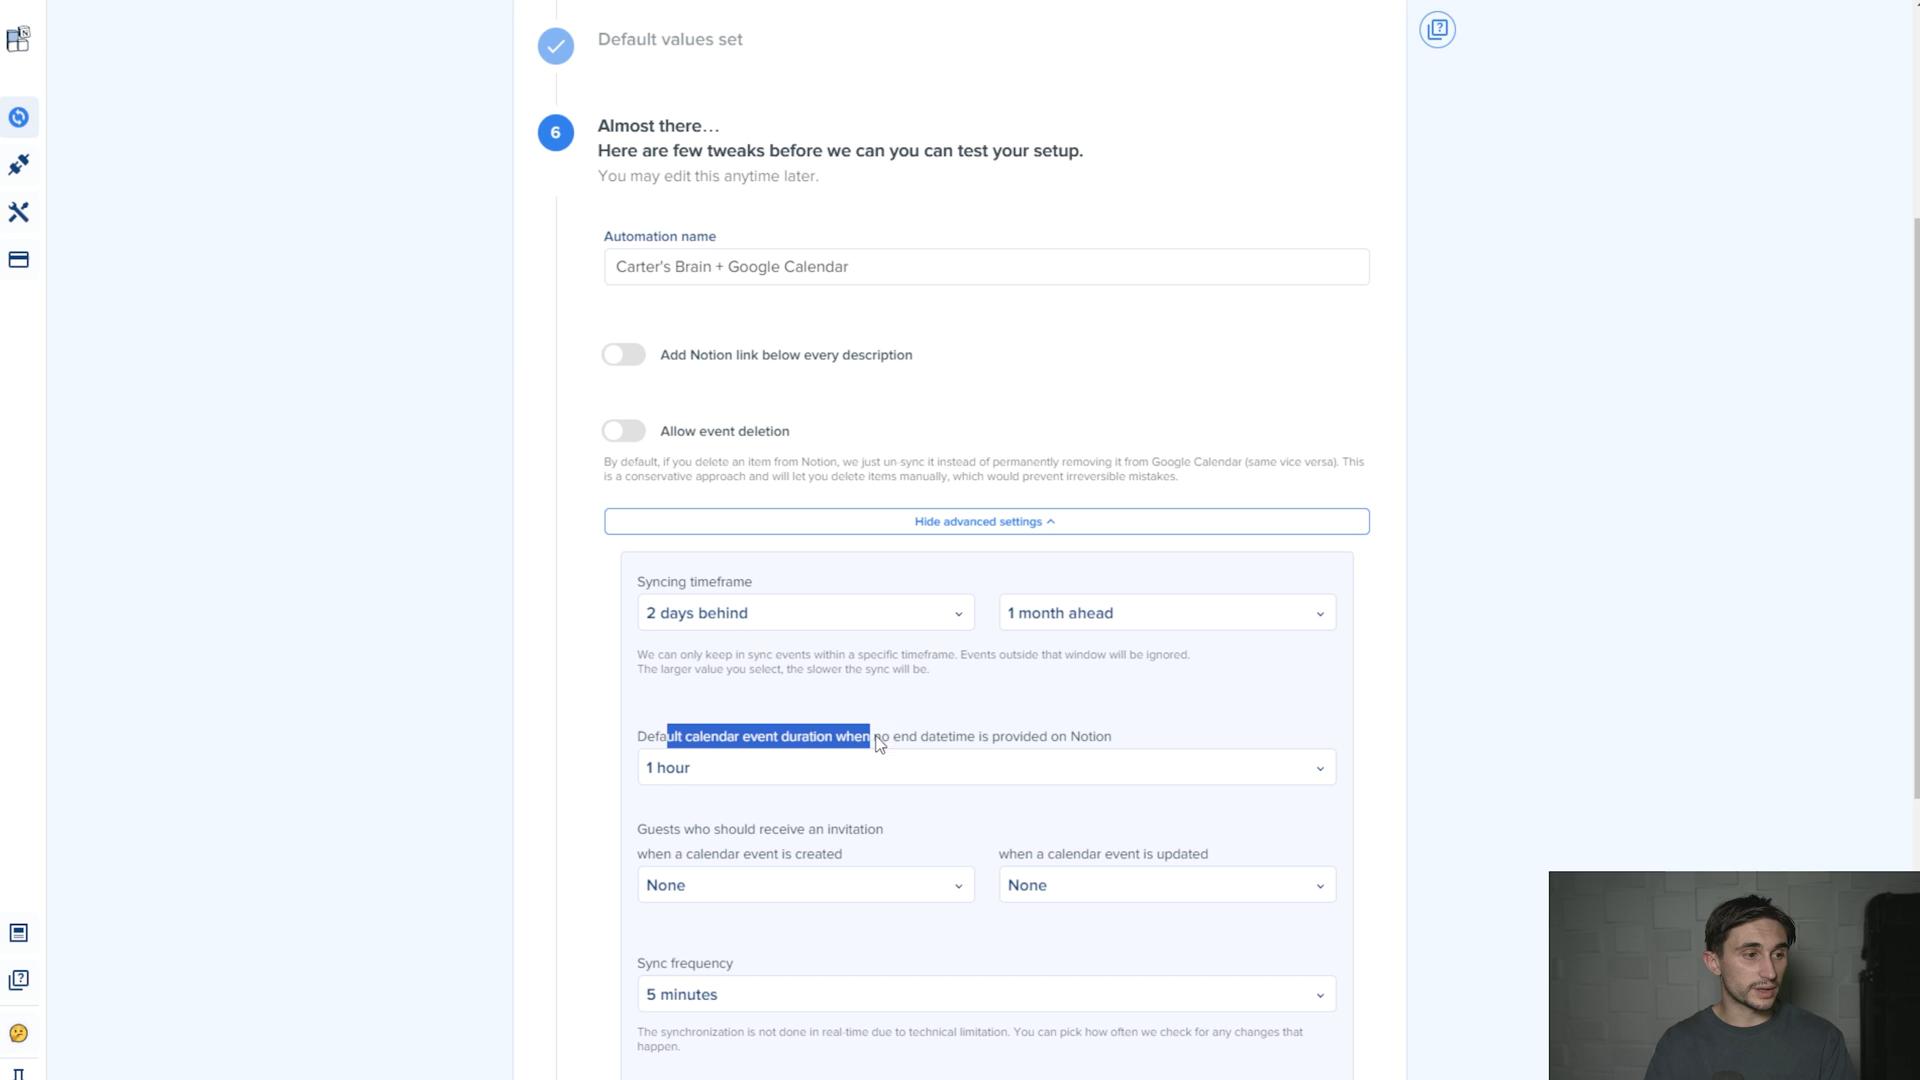 Default values set
6
Almost there...
Here are few tweaks before we can you can test your setup.
You may edit this anytime later.
Automation name
Carter's Brain + Google Calendar
Add Notion link below every description
Allow event deletion
By default, if you delete an item from Notion, we just un-sync it instead of permanently removing it from Google Calendar (same vice versa). This
is a conservative approach and will let you delete items manually, which would prevent irreversible mistakes.
Hide advanced settings
Syncing timeframe
2 days behind
1 month ahead
We can only keep in sync events within a specific timeframe. Events outside that window will be ignored.
The larger value you select, the slower the sync will be.
Default calendar event duration when no end datetime is provided on Notion
1 hour
Guests who should receive an invitation
when a calendar event is created
when a calendar event is updated
None
None
Sync frequency
5 minutes
The synchronization is not done in real-time due to technical limitation. You can pick how often we check for any changes that
happen.